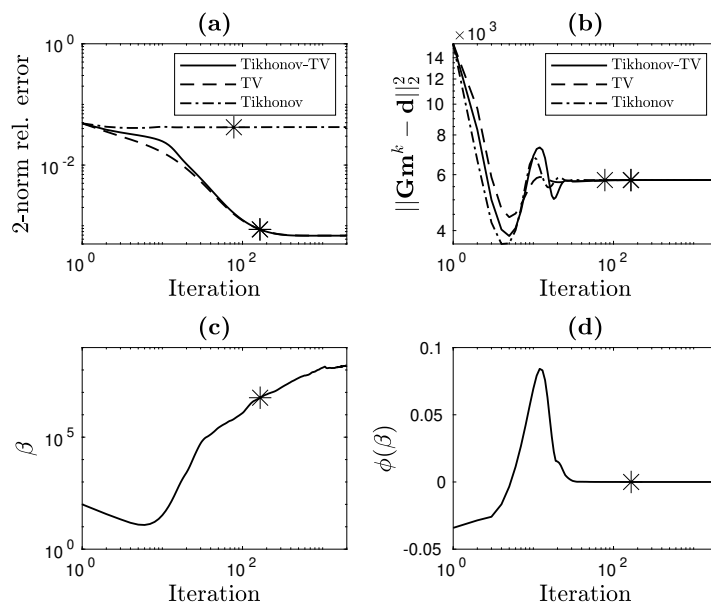 (a)
10^0
10^-2
2-norm rel. error
Tikhonov-TV
TV
Tikhonov
10^0
10^2
Iteration
(b)
×10^3
14
12
10
8
6
4
||Gm^k − d||_2^2
Tikhonov-TV
TV
Tikhonov
10^0
10^2
Iteration
(c)
10^5
10^0
β
10^0
10^2
Iteration
(d)
0.1
0.05
0
-0.05
ϕ(β)
10^0
10^2
Iteration